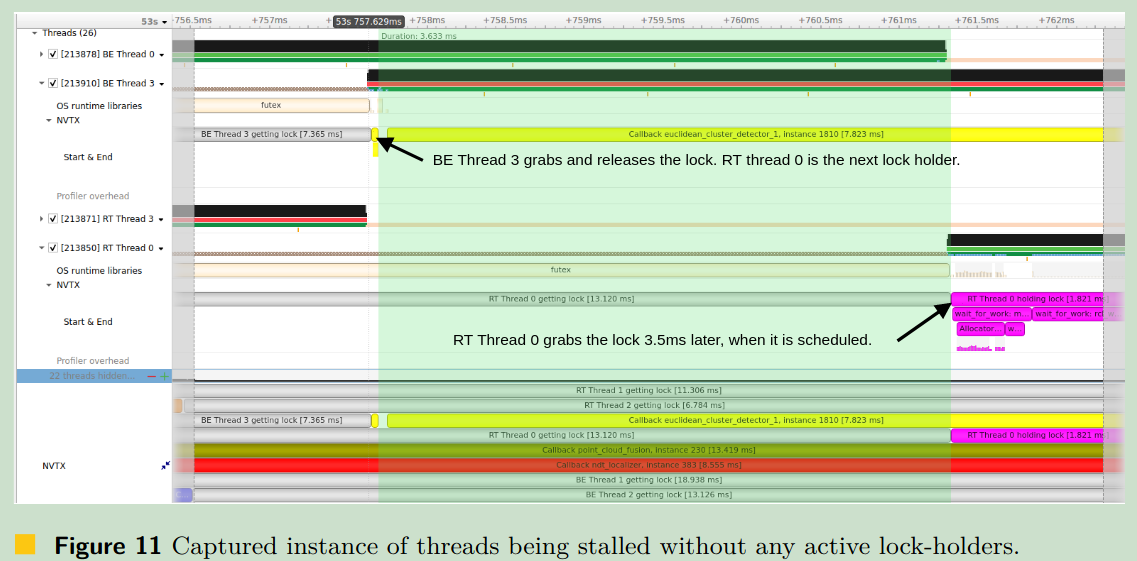 53s
+756.5ms
+757ms
53s 757.629ms
+758ms
+758.5ms
+759ms
+759.5ms
+760ms
+760.5ms
+761ms
+761.5ms
+762ms
Threads (26)
Duration: 3.633 ms
[213878] BE Thread 0
[213910] BE Thread 3
OS runtime libraries
futex
NVTX
BE Thread 3 getting lock [7.365 ms]
Callback euclidean_cluster_detector_1, instance 1810 [7.823 ms]
Start & End
BE Thread 3 grabs and releases the lock. RT thread 0 is the next lock holder.
Profiler overhead
[213871] RT Thread 3
[213850] RT Thread 0
OS runtime libraries
futex
NVTX
RT Thread 0 getting lock [13.120 ms]
RT Thread 0 holding lock [1.821 ms
Start & End
wait_for_work: m...
wait_for_work: rcl
w...
Allocator...
w...
RT Thread 0 grabs the lock 3.5ms later, when it is scheduled.
Profiler overhead
22 threads hidden...
RT Thread 1 getting lock [11.306 ms]
RT Thread 2 getting lock [6.784 ms]
BE Thread 3 getting lock [7.365 ms]
Callback euclidean_cluster_detector_1, instance 1810 [7.823 ms]
RT Thread 0 getting lock [13.120 ms]
RT Thread 0 holding lock [1.821 ms
Callback point_cloud_fusion, instance 230 [13.419 ms]
NVTX
Callback ndt_localizer, instance 383 [8.555 ms]
BE Thread 1 getting lock [18.938 ms]
BE Thread 2 getting lock [13.126 ms]
Figure 11 Captured instance of threads being stalled without any active lock-holders.